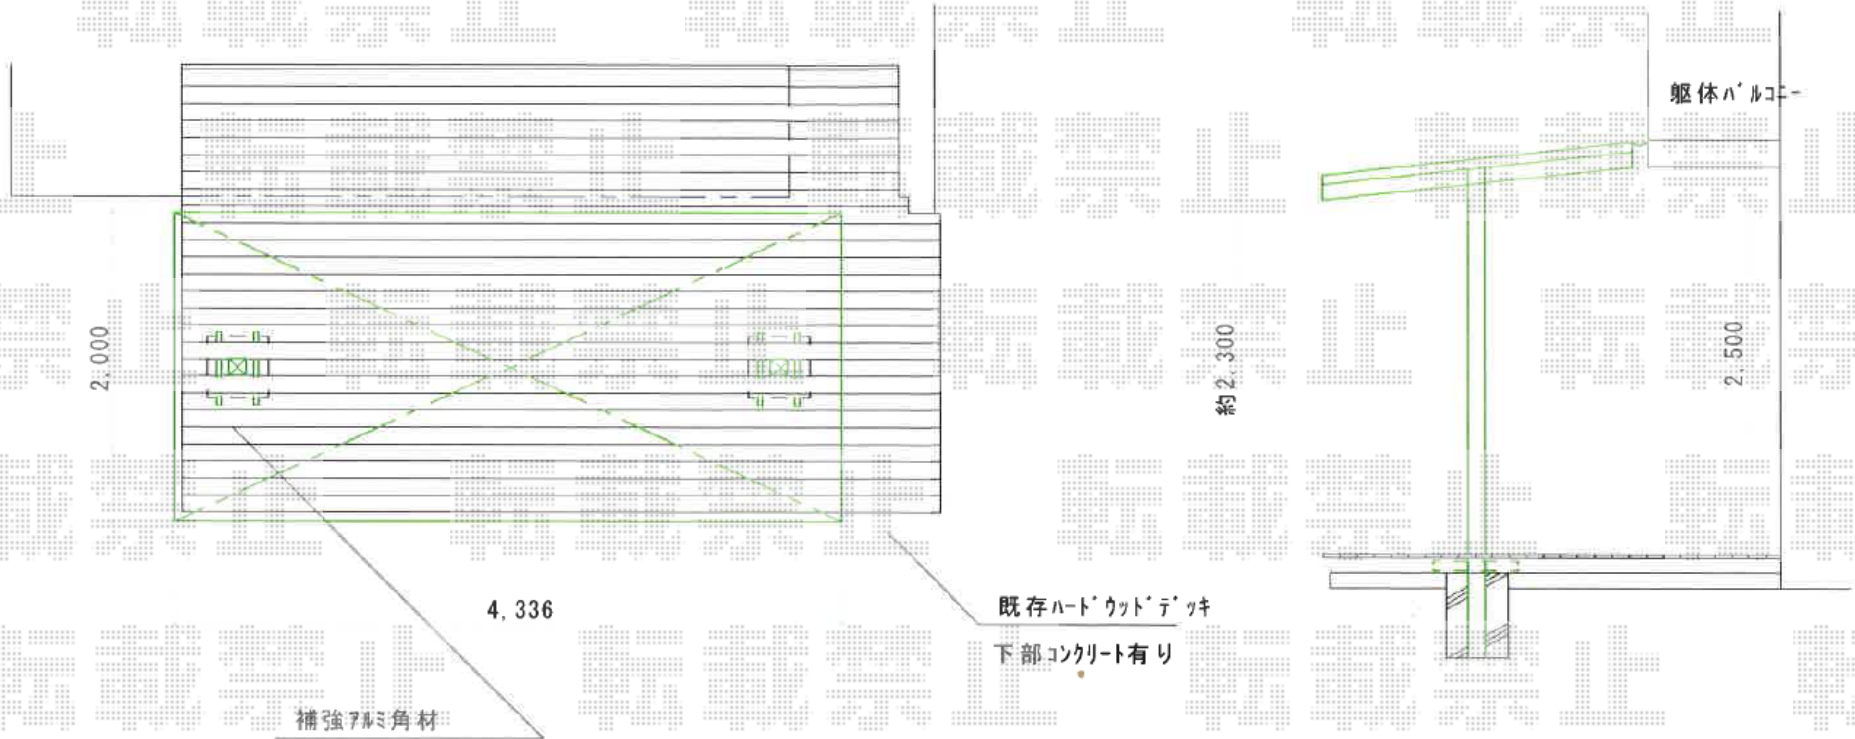 躯体ﾊﾞﾙｺﾆｰ
2,000
約2,300
2,500
4,336
既存ﾊｰﾄﾞｳｯﾄﾞﾃﾞｯｷ
下部ｺﾝｸﾘｰﾄ有り
補強ｱﾙﾐ角材
転載禁止